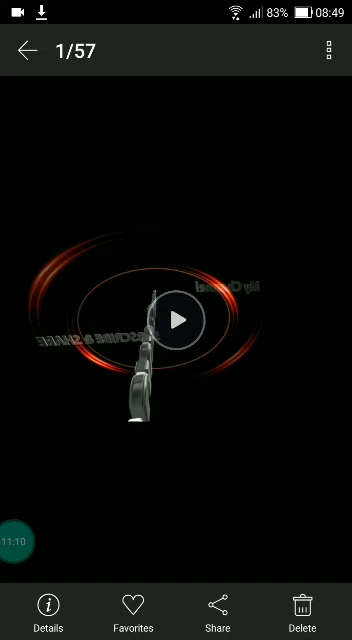 83% 08:49
1/57
My Channel
SUBSCRIBE & SHARE
11:10
Details Favorites Share Delete